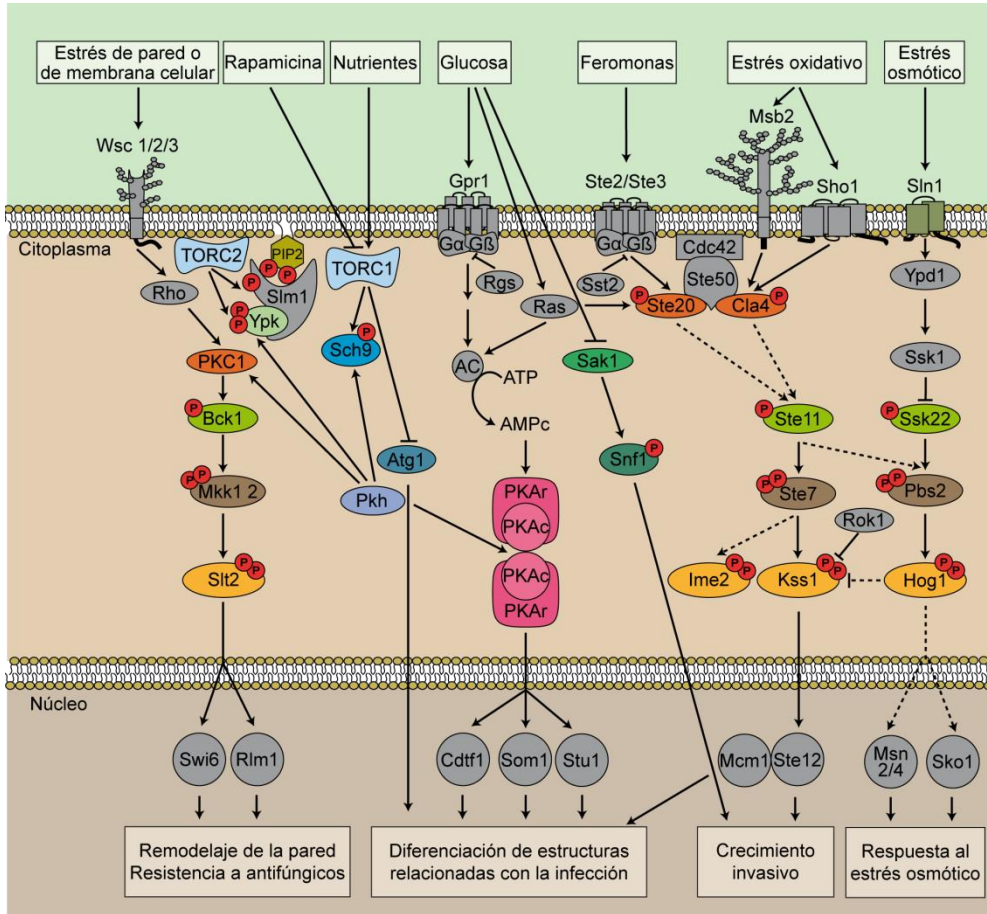 Estrés de pared o
de membrana celular
Rapamicina
Nutrientes
Glucosa
Feromonas
Estrés oxidativo
Estrés
osmótico
Wsc 1/2/3
Gpr1
Ste2/Ste3
Msb2
Sho1
Sln1
Citoplasma
TORC2
PIP2
P
P
Slm1
TORC1
Gα
Gß
Rgs
Gα
Gß
Sst2
Cdc42
Ste50
Ypd1
Rho
P
P
Ypk
Ras
P
Ste20
Cla4
P
PKC1
Sch9
P
AC
ATP
Sak1
Ssk1
P
Bck1
AMPc
P
Ste11
P
Ssk22
Atg1
Snf1
P
P
P
Mkk1 2
Pkh
PKAr
PKAc
P
P
Ste7
P
P
Pbs2
Rok1
Slt2
P
P
PKAc
PKAr
Ime2
P
P
Kss1
P
P
Hog1
P
P
Núcleo
Swi6
Rlm1
Cdtf1
Som1
Stu1
Mcm1
Ste12
Msn
2/4
Sko1
Remodelaje de la pared
Resistencia a antifúngicos
Diferenciación de estructuras
relacionadas con la infección
Crecimiento
invasivo
Respuesta al
estrés osmótico